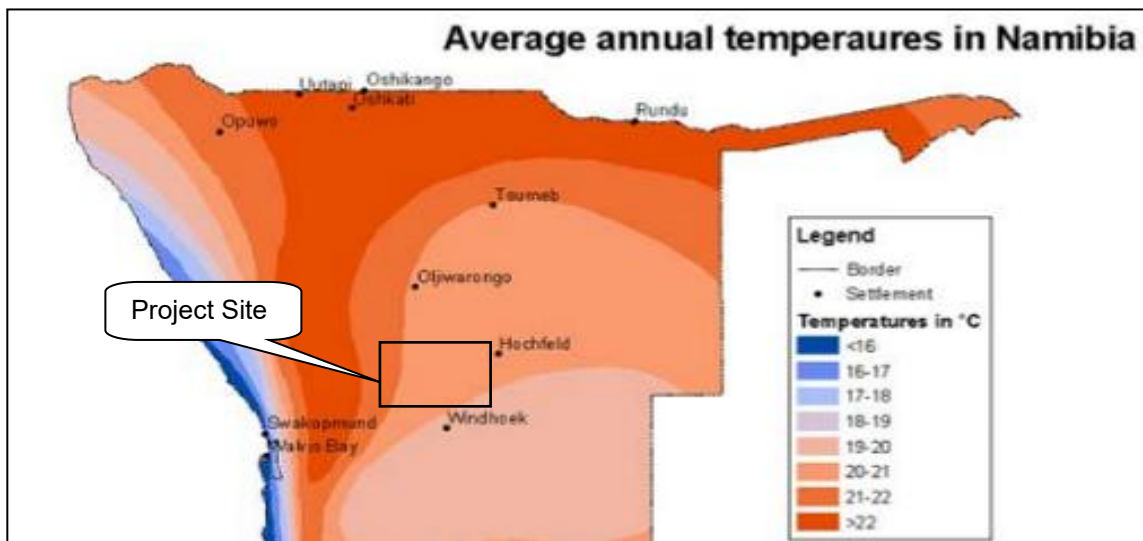 Average annual temperaures in Namibia
Uutapi
Oshikango
Oshkati
Opuwo
Rundu
Tsumeb
Otjiwarongo
Project Site
Hochfeld
Windhoek
Swakopmund
Walvis Bay
Legend
Border
Settlement
Temperatures in °C
<16
16-17
17-18
18-19
19-20
20-21
21-22
>22